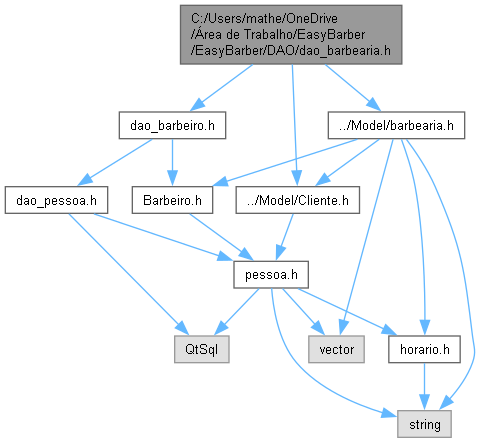 C:/Users/mathe/OneDrive
/Área de Trabalho/EasyBarber
/EasyBarber/DAO/dao_barbearia.h
dao_barbeiro.h
../Model/barbearia.h
dao_pessoa.h
Barbeiro.h
../Model/Cliente.h
pessoa.h
QtSql
vector
horario.h
string